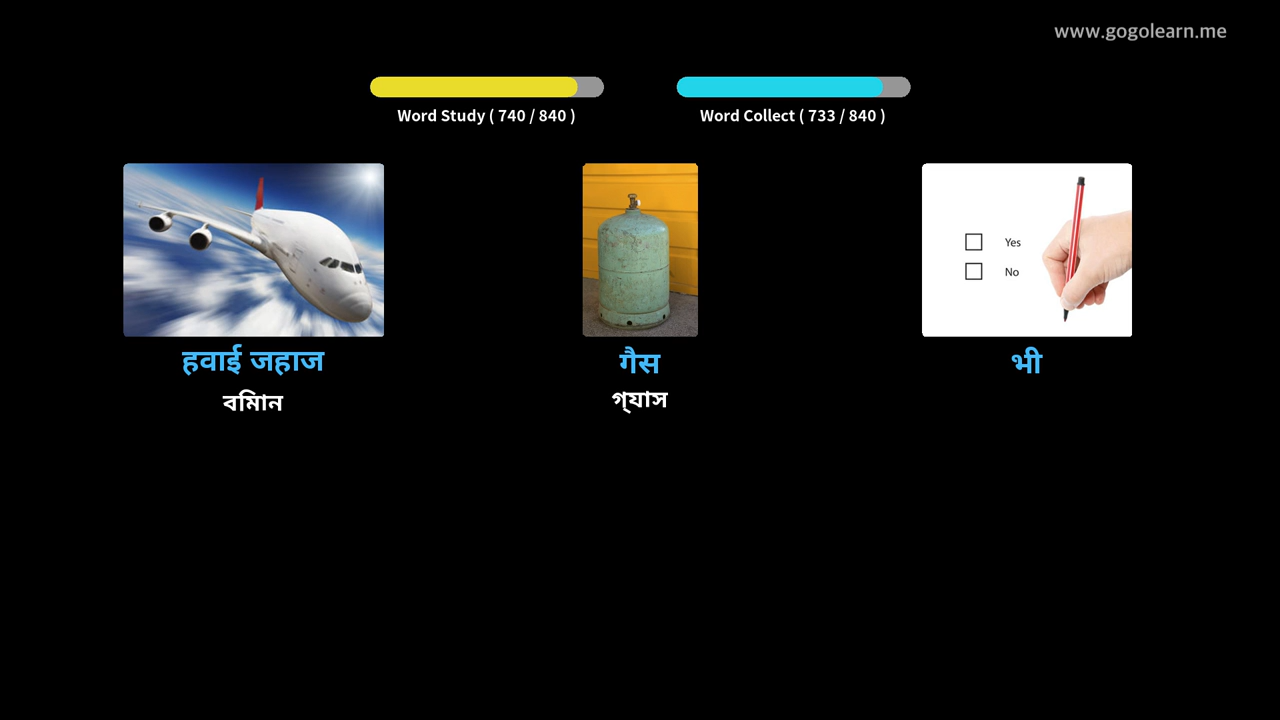 www.gogolearn.me
Word Study ( 740 / 840 )
Word Collect ( 733 / 840 )
Yes
No
हवाई जहाज
गैस
भी
বিমান
গ্যাস